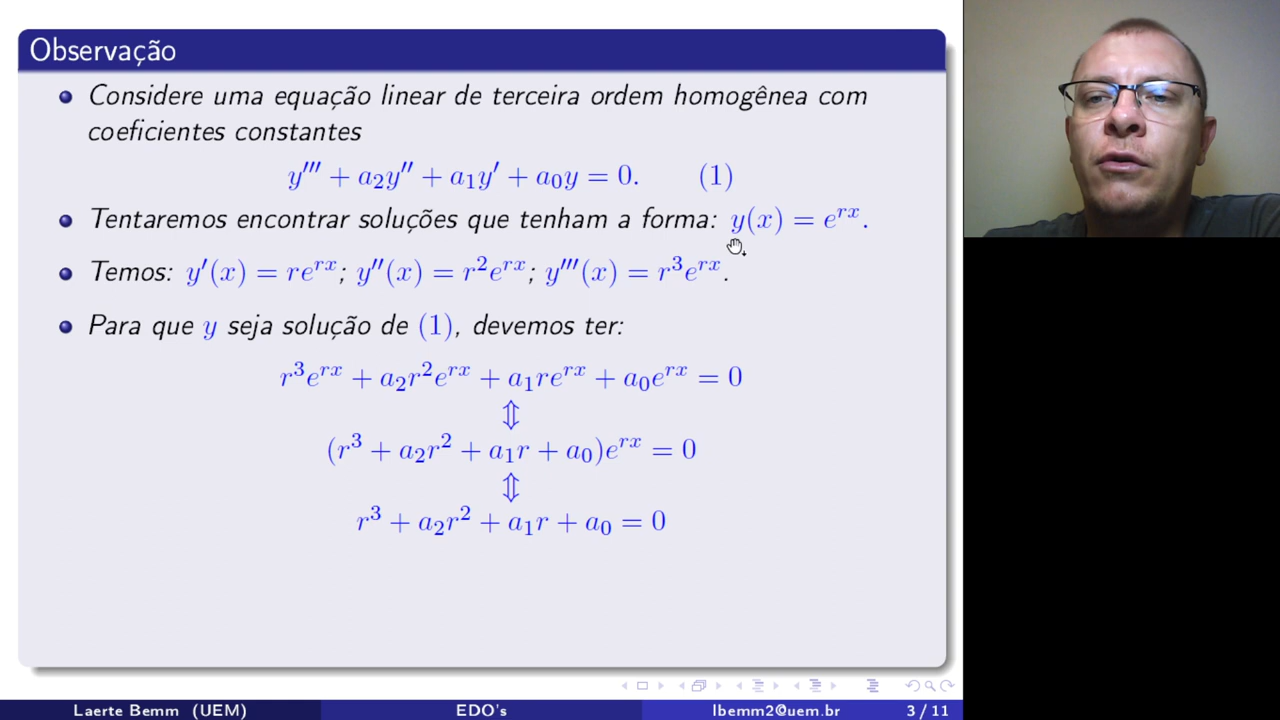 Observação
Considere uma equação linear de terceira ordem homogênea com
coeficientes constantes
y′′′ + a₂y′′ + a₁y′ + a₀y = 0. (1)
Tentaremos encontrar soluções que tenham a forma: y(x) = e^{rx}.
Temos: y′(x) = re^{rx}; y′′(x) = r²e^{rx}; y′′′(x) = r³e^{rx}.
Para que y seja solução de (1), devemos ter:
r³e^{rx} + a₂r²e^{rx} + a₁re^{rx} + a₀e^{rx} = 0
⇕
(r³ + a₂r² + a₁r + a₀)e^{rx} = 0
⇕
r³ + a₂r² + a₁r + a₀ = 0
Laerte Bemm (UEM) EDO's lbemm2@uem.br 3 / 11